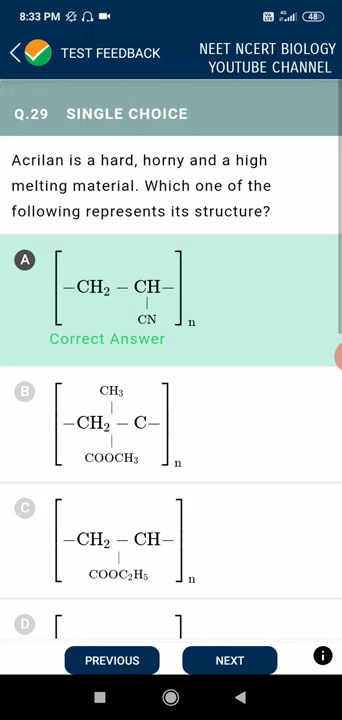 8:33 PM
4G
48
TEST FEEDBACK
NEET NCERT BIOLOGY
YOUTUBE CHANNEL
Q.29 SINGLE CHOICE
Acrilan is a hard, horny and a high
melting material. Which one of the
following represents its structure?
A
–CH₂ – CH–
|
CN
n
Correct Answer
B
CH₃
|
–CH₂ – C–
|
COOCH₃
n
C
–CH₂ – CH–
|
COOC₂H₅
n
D
PREVIOUS
NEXT
i